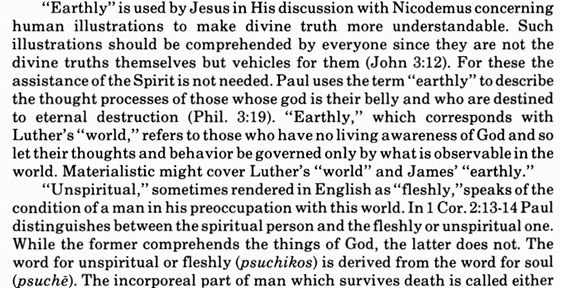 “Earthly” is used by Jesus in His discussion with Nicodemus concerning
human illustrations to make divine truth more understandable. Such
illustrations should be comprehended by everyone since they are not the
divine truths themselves but vehicles for them (John 3:12). For these the
assistance of the Spirit is not needed. Paul uses the term “earthly” to describe
the thought processes of those whose god is their belly and who are destined
to eternal destruction (Phil. 3:19). “Earthly,” which corresponds with
Luther’s “world,” refers to those who have no living awareness of God and so
let their thoughts and behavior be governed only by what is observable in the
world. Materialistic might cover Luther’s “world” and James’ “earthly.”
“Unspiritual,” sometimes rendered in English as “fleshly,”speaks of the
condition of a man in his preoccupation with this world. In 1 Cor. 2:13-14 Paul
distinguishes between the spiritual person and the fleshly or unspiritual one.
While the former comprehends the things of God, the latter does not. The
word for unspiritual or fleshly (psuchikos) is derived from the word for soul
(psuchē). The incorporeal part of man which survives death is called either